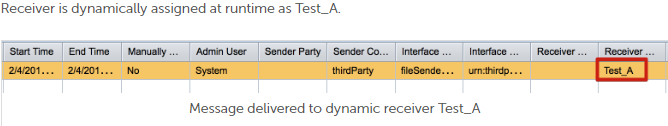 Receiver is dynamically assigned at runtime as Test_A.
Start Time End Time Manually ... Admin User Sender Party Sender Co... Interface ... Interface ... Receiver ... Receiver ...
2/4/201... 2/4/201... No System thirdParty fileSende... urn:thirdp... Test_A
Message delivered to dynamic receiver Test_A